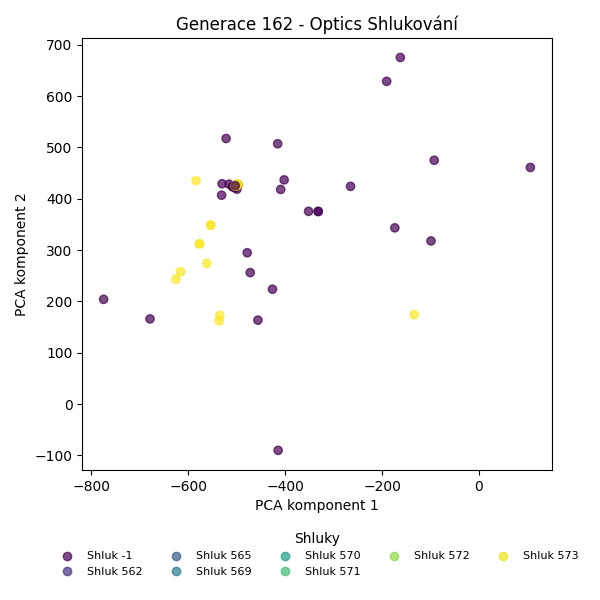 Generace 162 - Optics Shlukování
700
600
500
400
300
200
100
0
−100
PCA komponent 2
−800 −600 −400 −200 0
PCA komponent 1
Shluky
Shluk -1 Shluk 565 Shluk 570 Shluk 572 Shluk 573
Shluk 562 Shluk 569 Shluk 571